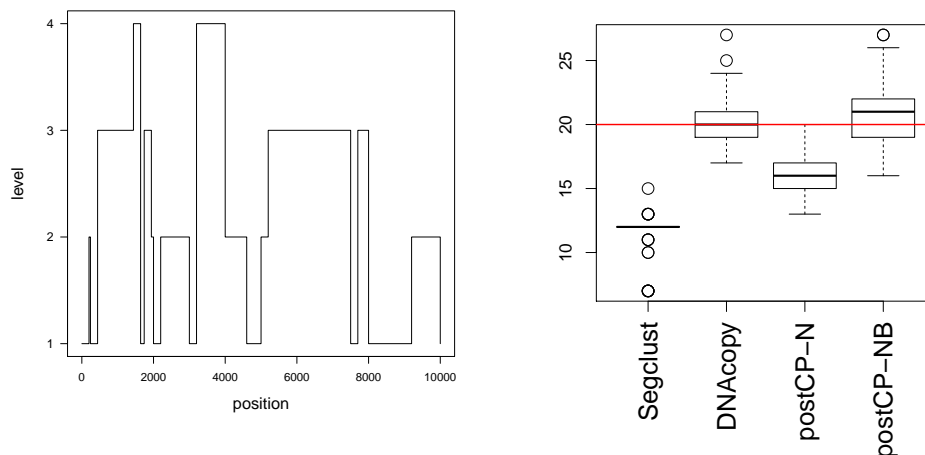 4
3
2
1
level
0 2000 4000 6000 8000 10000
position
25
20
15
10
Segclust
DNAcopy
postCP−N
postCP−NB